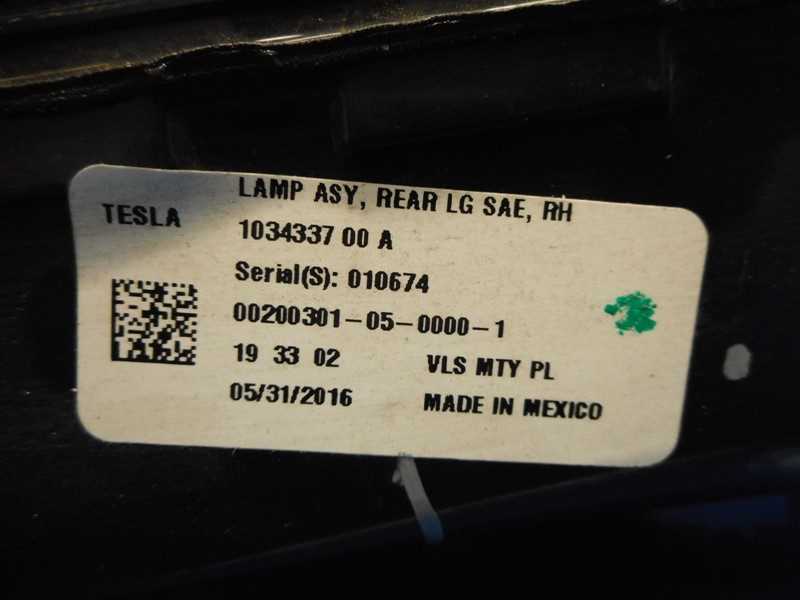 LAMP ASY, REAR LG SAE, RH
TESLA
1034337 00 A
Serial(S): 010674
00200301-05-0000-1
19 33 02 VLS MTY PL
05/31/2016 MADE IN MEXICO